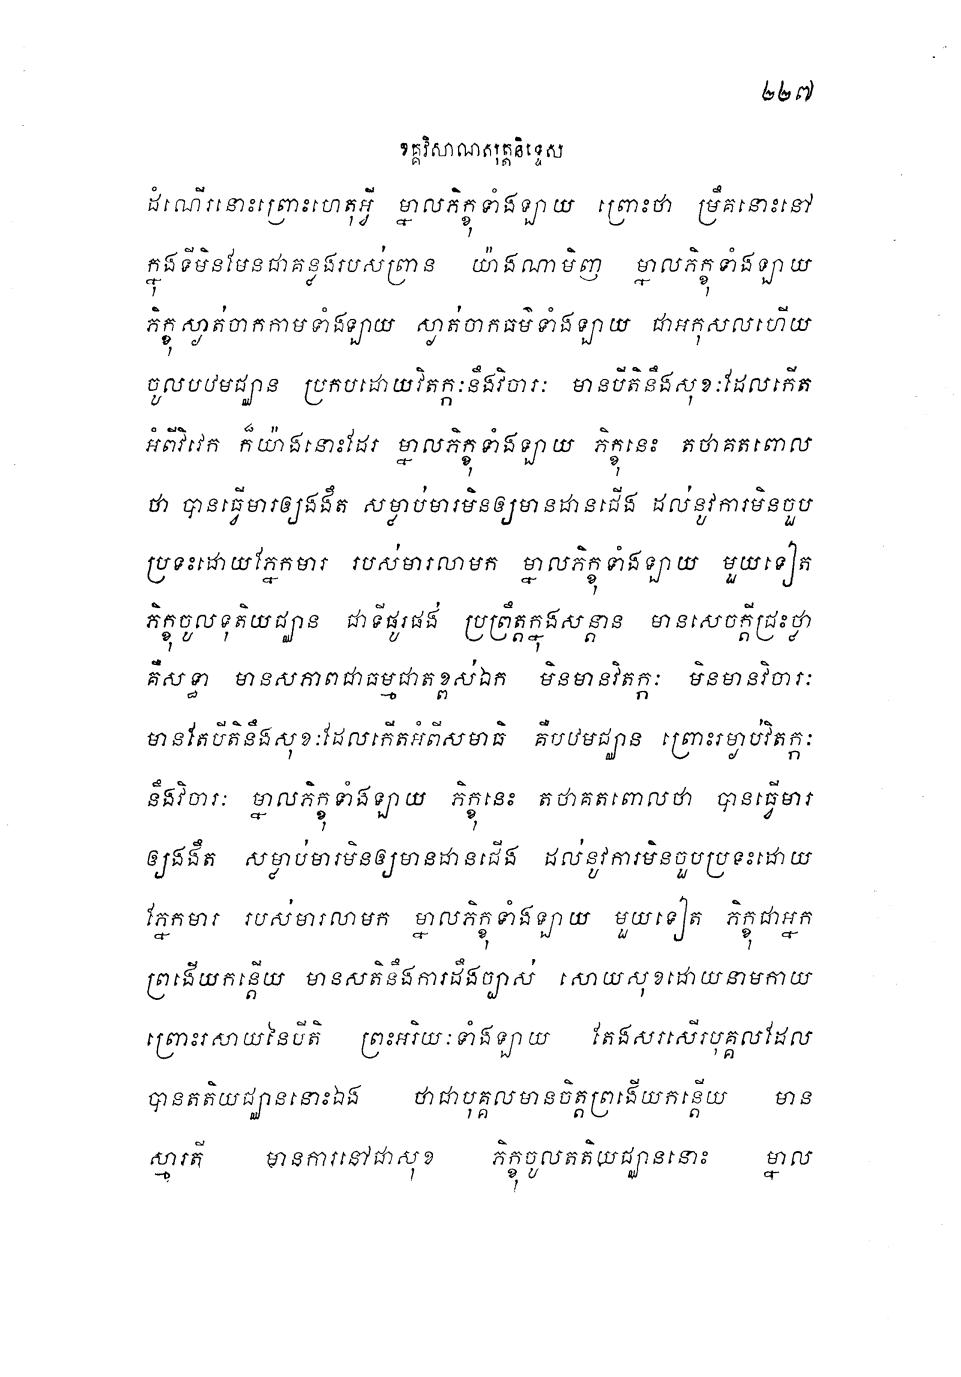 ២២៧
ខគ្គវិសាណសុត្តនិទ្ទេស
ដំណើរនោះព្រោះហេតុអ្វី ម្នាលភិក្ខុទាំងឡាយ ព្រោះថា ម្រឹគនោះនៅ
ក្នុងទីមិនមែនជាគន្លងរបស់ព្រាន យ៉ាងណាមិញ ម្នាលភិក្ខុទាំងឡាយ
ភិក្ខុស្ងាត់ចាកកាមទាំងឡាយ ស្ងាត់ចាកធម៌ទាំងឡាយ ជាអកុសលហើយ
ចូលបឋមជ្ឈាន ប្រកបដោយវិតក្កៈនឹងវិចារៈ មានបីតិនឹងសុខៈដែលកើត
អំពីវិវេក ក៏យ៉ាងនោះដែរ ម្នាលភិក្ខុទាំងឡាយ ភិក្ខុនេះ តថាគតពោល
ថា បានធ្វើមារឲ្យងងឹត សម្លាប់មារមិនឲ្យមានដានជើង ដល់នូវការមិនចួប
ប្រទះដោយភ្នែកមារ របស់មារលាមក ម្នាលភិក្ខុទាំងឡាយ មួយទៀត
ភិក្ខុចូលទុតិយជ្ឈាន ជាទីផូរផង់ ប្រព្រឹត្តក្នុងសន្តាន មានសេចក្តីជ្រះថ្លា
គឺសទ្ធា មានសភាពជាធម្មជាតខ្ពស់ឯក មិនមានវិតក្កៈ មិនមានវិចារៈ
មានតែបីតិនឹងសុខៈដែលកើតអំពីសមាធិ គឺបឋមជ្ឈាន ព្រោះរម្ងាប់វិតក្កៈ
នឹងវិចារៈ ម្នាលភិក្ខុទាំងឡាយ ភិក្ខុនេះ តថាគតពោលថា បានធ្វើមារ
ឲ្យងងឹត សម្លាប់មារមិនឲ្យមានដានជើង ដល់នូវការមិនចួបប្រទះដោយ
ភ្នែកមារ របស់មារលាមក ម្នាលភិក្ខុទាំងឡាយ មួយទៀត ភិក្ខុជាអ្នក
ព្រងើយកន្តើយ មានសតិនឹងការដឹងច្បាស់ សោយសុខដោយនាមកាយ
ព្រោះរសាយនៃបីតិ ព្រះអរិយៈទាំងឡាយ តែងសរសើរបុគ្គលដែល
បានតតិយជ្ឈាននោះឯង ថាជាបុគ្គលមានចិត្តព្រងើយកន្តើយ មាន
ស្មារតី មានការនៅជាសុខ ភិក្ខុចូលតតិយជ្ឈាននោះ ម្នាល